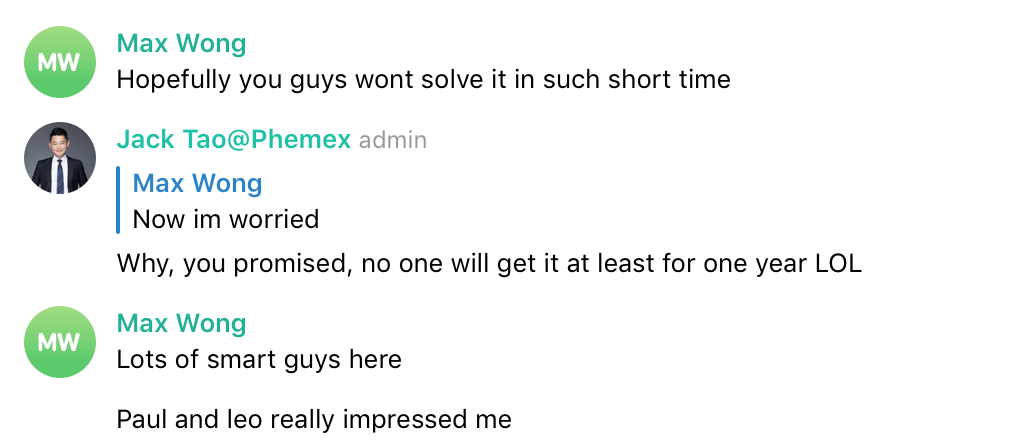 MW
Max Wong
Hopefully you guys wont solve it in such short time
Jack Tao@Phemex admin
Max Wong
Now im worried
Why, you promised, no one will get it at least for one year LOL
MW
Max Wong
Lots of smart guys here
Paul and leo really impressed me